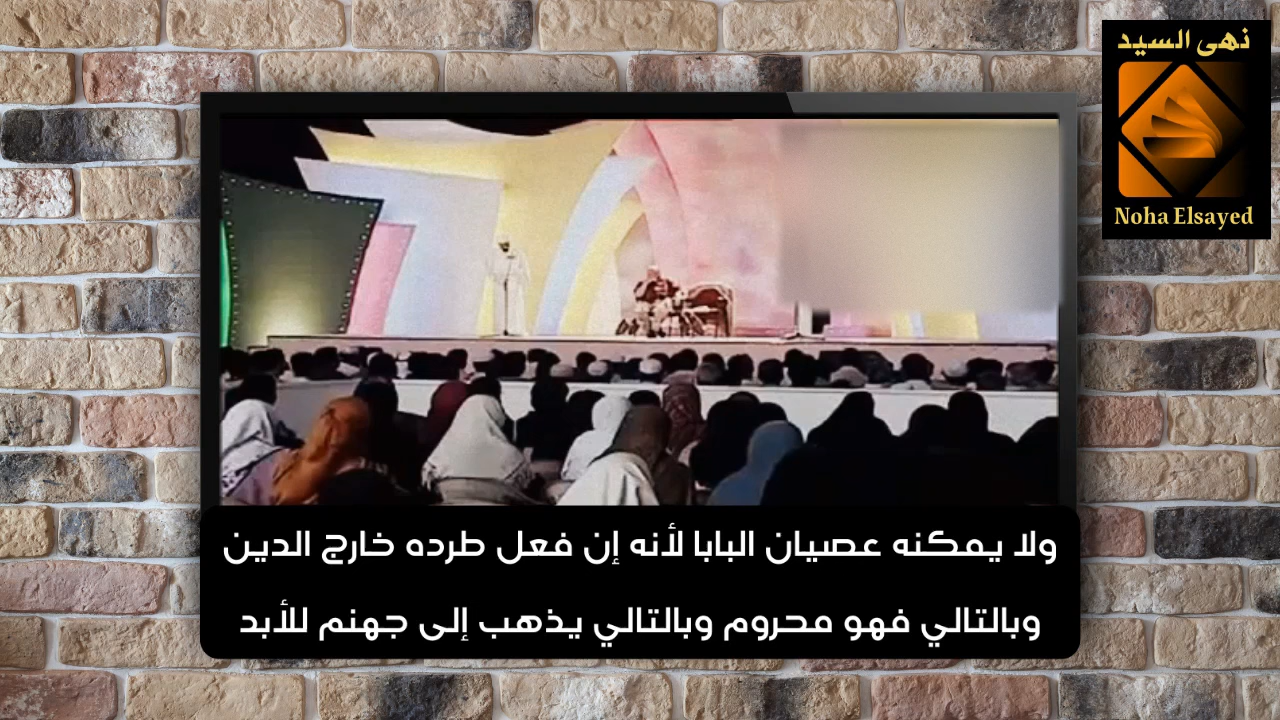 نهى السيد
Noha Elsayed
ولا يمكنه عصيان البابا لأنه إن فعل طرده خارج الدين
وبالتالي فهو محروم وبالتالي يذهب إلى جهنم للأبد